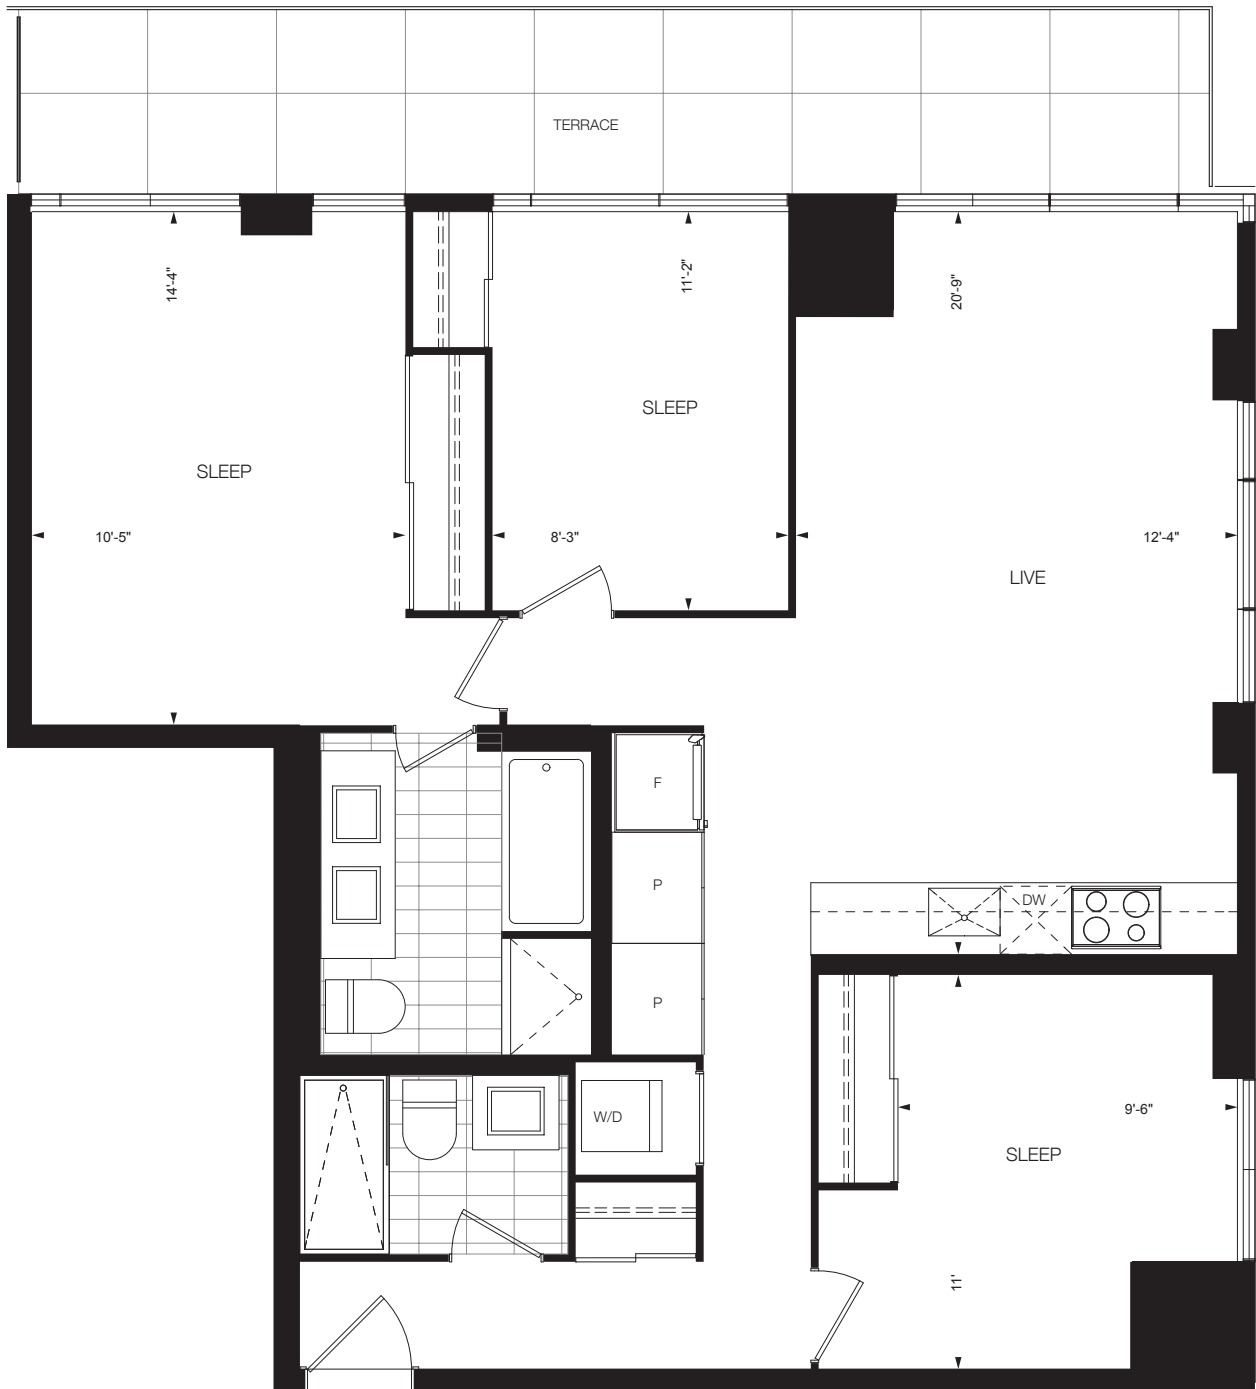 TERRACE
14'-4"
11'-2"
20'-9"
SLEEP
SLEEP
10'-5"
8'-3"
12'-4"
LIVE
F
P
DW
P
W/D
9'-6"
SLEEP
11'